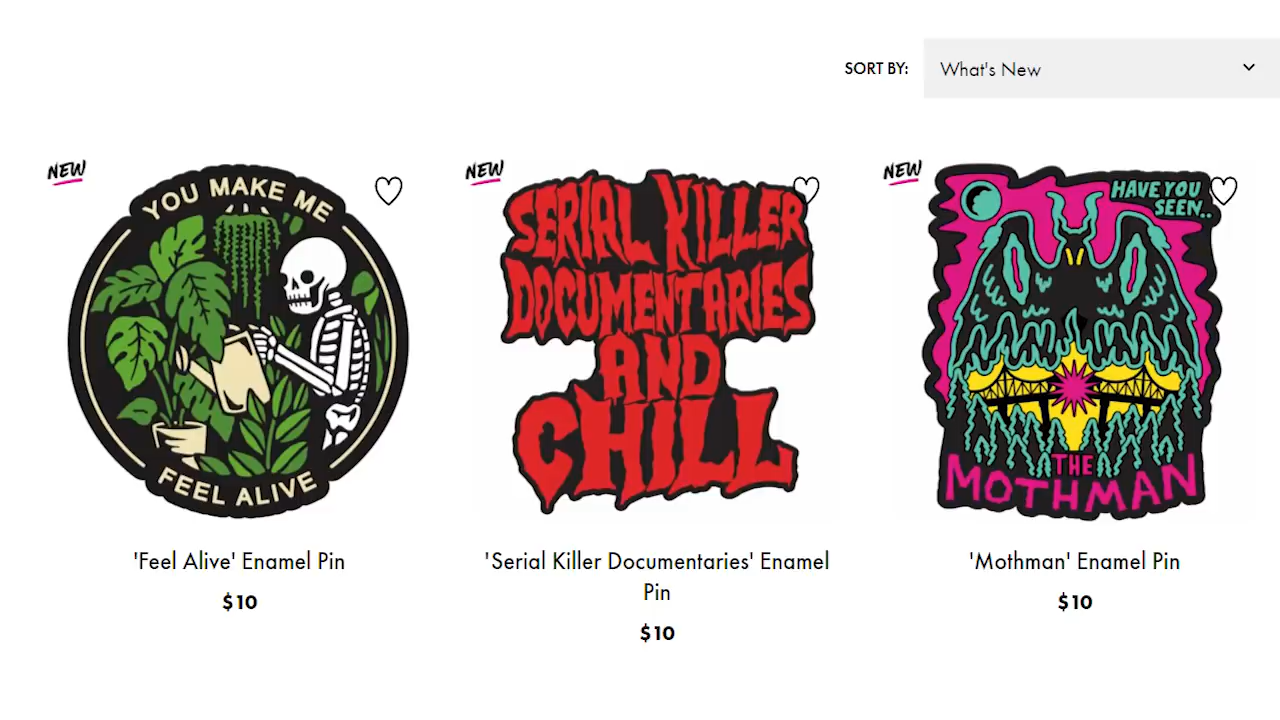 SORT BY:
What's New
NEW
YOU MAKE ME
FEEL ALIVE
'Feel Alive' Enamel Pin
$10
NEW
SERIAL KILLER
DOCUMENTARIES
AND
CHILL
'Serial Killer Documentaries' Enamel
Pin
$10
NEW
HAVE YOU
SEEN..
THE
MOTHMAN
'Mothman' Enamel Pin
$10